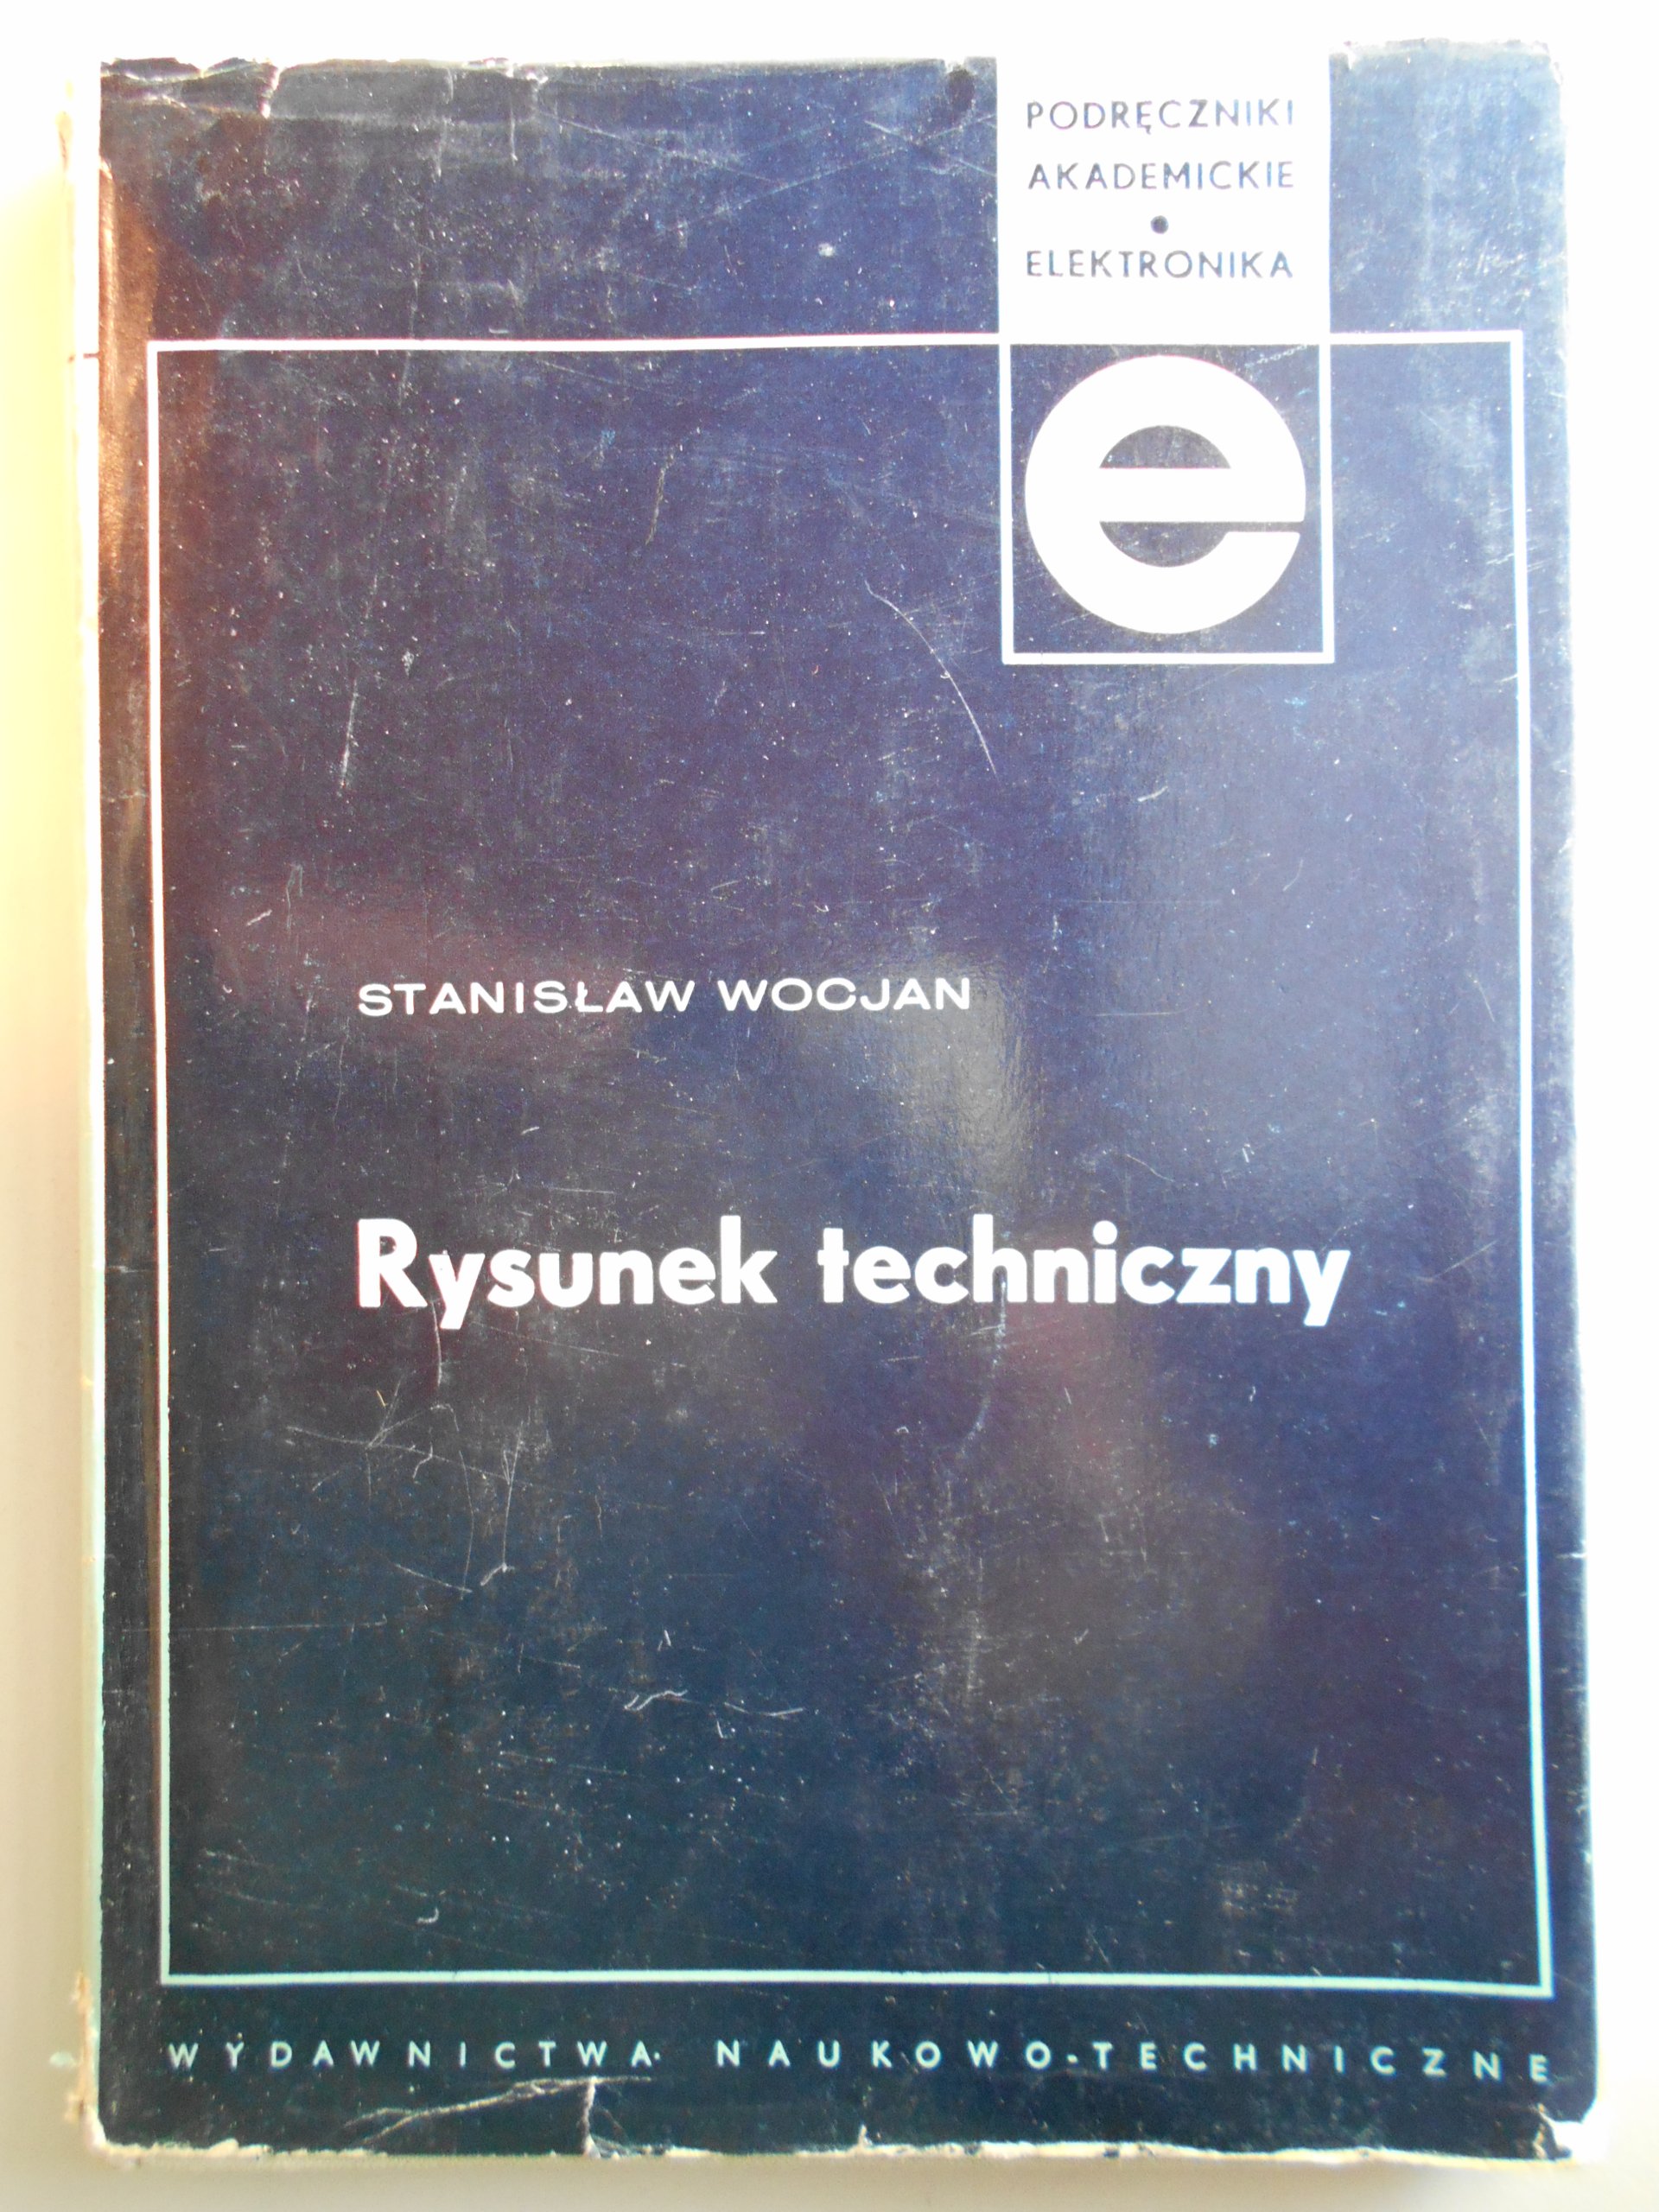 PODRĘCZNIKI
AKADEMICKIE
•
ELEKTRONIKA
e
STANISŁAW WOCJAN
Rysunek techniczny
WYDAWNICTWA NAUKOWO-TECHNICZNE